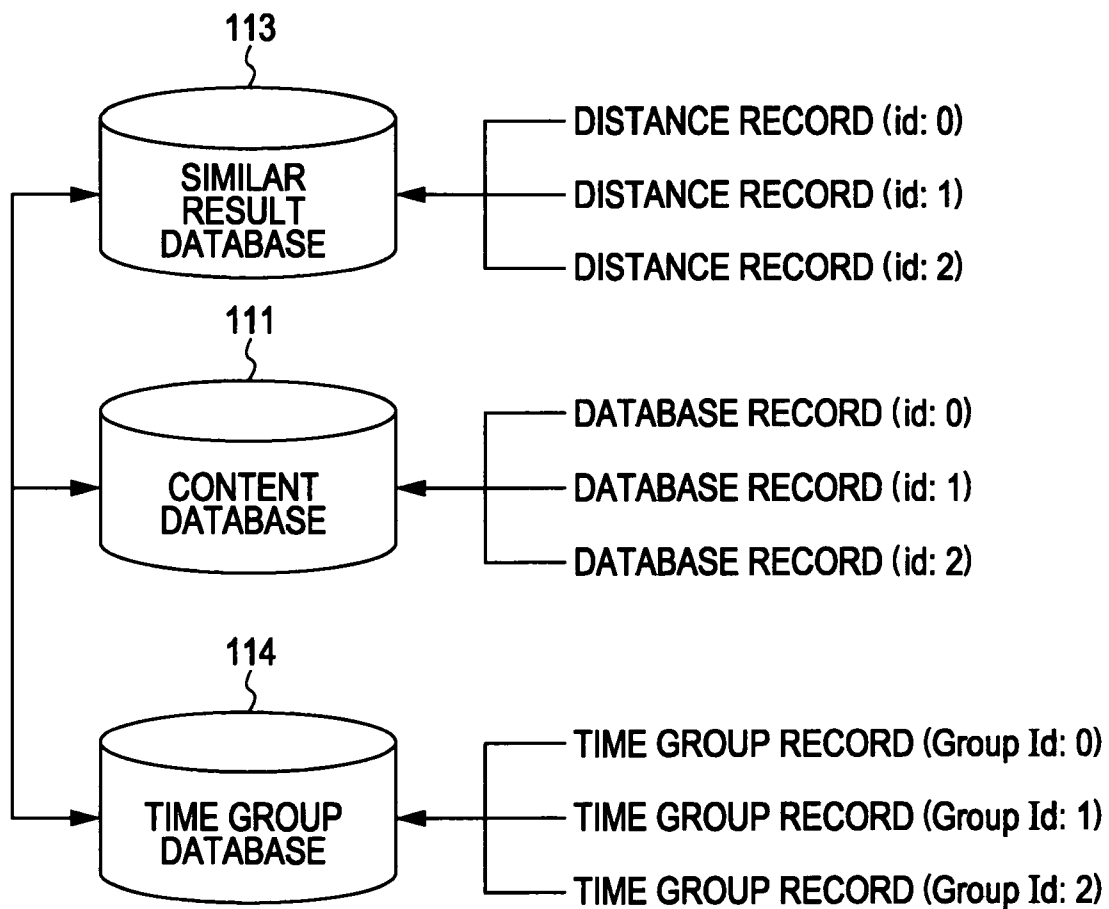 113
SIMILAR
RESULT
DATABASE
DISTANCE RECORD (id: 0)
DISTANCE RECORD (id: 1)
DISTANCE RECORD (id: 2)
111
CONTENT
DATABASE
DATABASE RECORD (id: 0)
DATABASE RECORD (id: 1)
DATABASE RECORD (id: 2)
114
TIME GROUP
DATABASE
TIME GROUP RECORD (Group Id: 0)
TIME GROUP RECORD (Group Id: 1)
TIME GROUP RECORD (Group Id: 2)